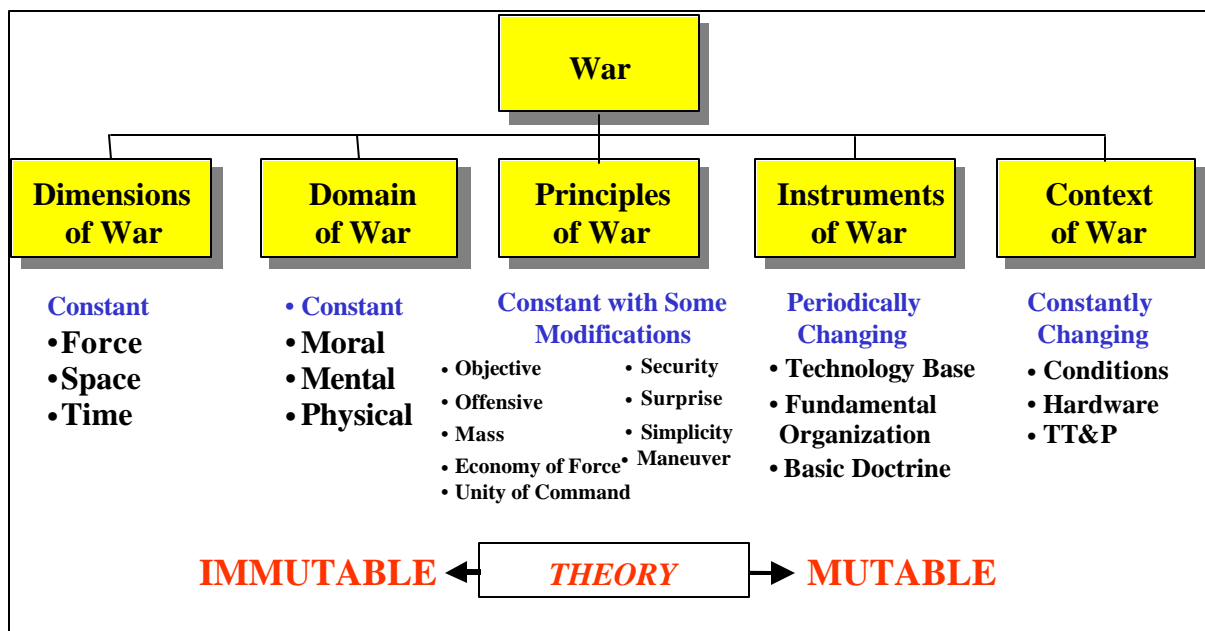 War
Dimensions
of War
Domain
of War
Principles
of War
Instruments
of War
Context
of War
Constant
•Force
•Space
•Time
• Constant
•Moral
•Mental
•Physical
Constant with Some
Modifications
• Objective
• Offensive
• Mass
• Economy of Force
• Unity of Command
• Security
• Surprise
• Simplicity
• Maneuver
Periodically
Changing
• Technology Base
• Fundamental
Organization
• Basic Doctrine
Constantly
Changing
• Conditions
• Hardware
• TT&P
IMMUTABLE
THEORY
MUTABLE